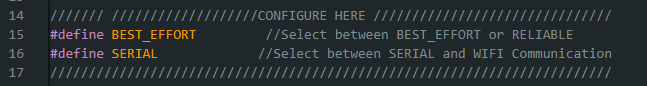 14 /////// ///////////////////CONFIGURE HERE ///////////////////////////////
15 #define BEST_EFFORT //Select between BEST_EFFORT or RELIABLE
16 #define SERIAL //Select between SERIAL and WIFI Communication
17 /////////////////////////////////////////////////////////////////////////